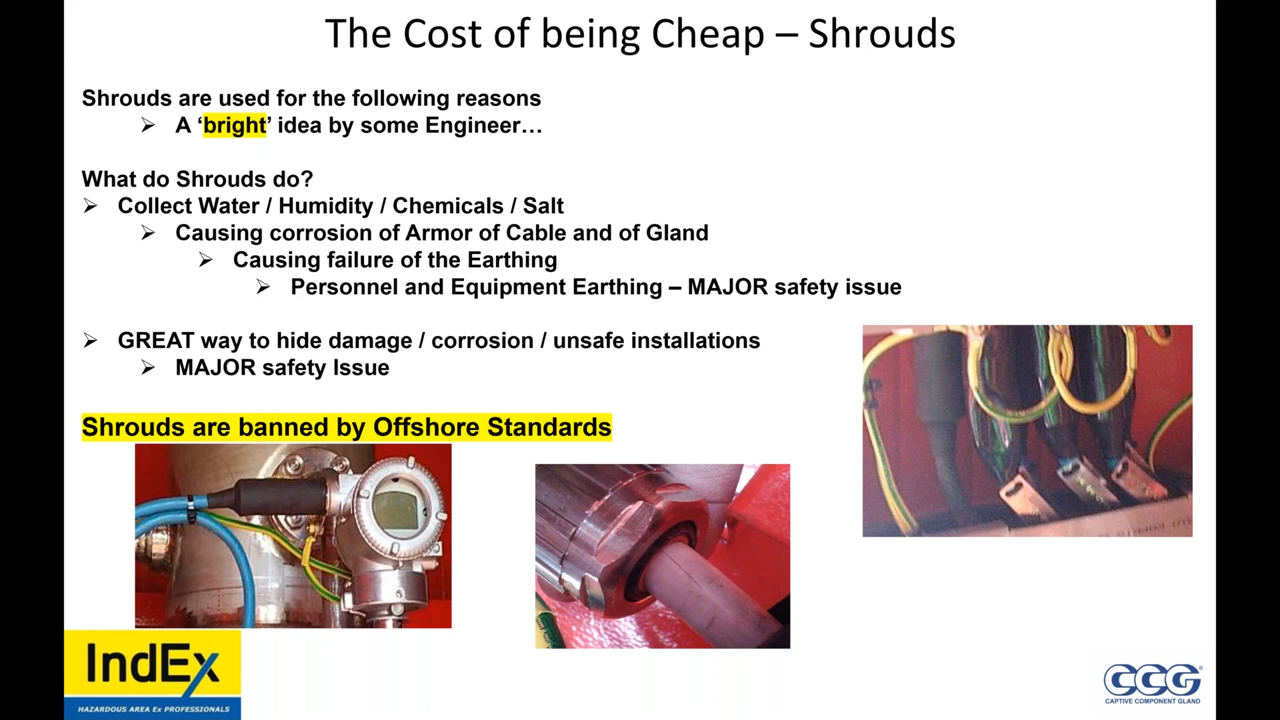 The Cost of being Cheap – Shrouds
Shrouds are used for the following reasons
➢ A ‘bright’ idea by some Engineer…
What do Shrouds do?
➢ Collect Water / Humidity / Chemicals / Salt
➢ Causing corrosion of Armor of Cable and of Gland
➢ Causing failure of the Earthing
➢ Personnel and Equipment Earthing – MAJOR safety issue
➢ GREAT way to hide damage / corrosion / unsafe installations
➢ MAJOR safety Issue
Shrouds are banned by Offshore Standards
IndEx
HAZARDOUS AREA Ex PROFESSIONALS
CCG®
CAPTIVE COMPONENT GLAND